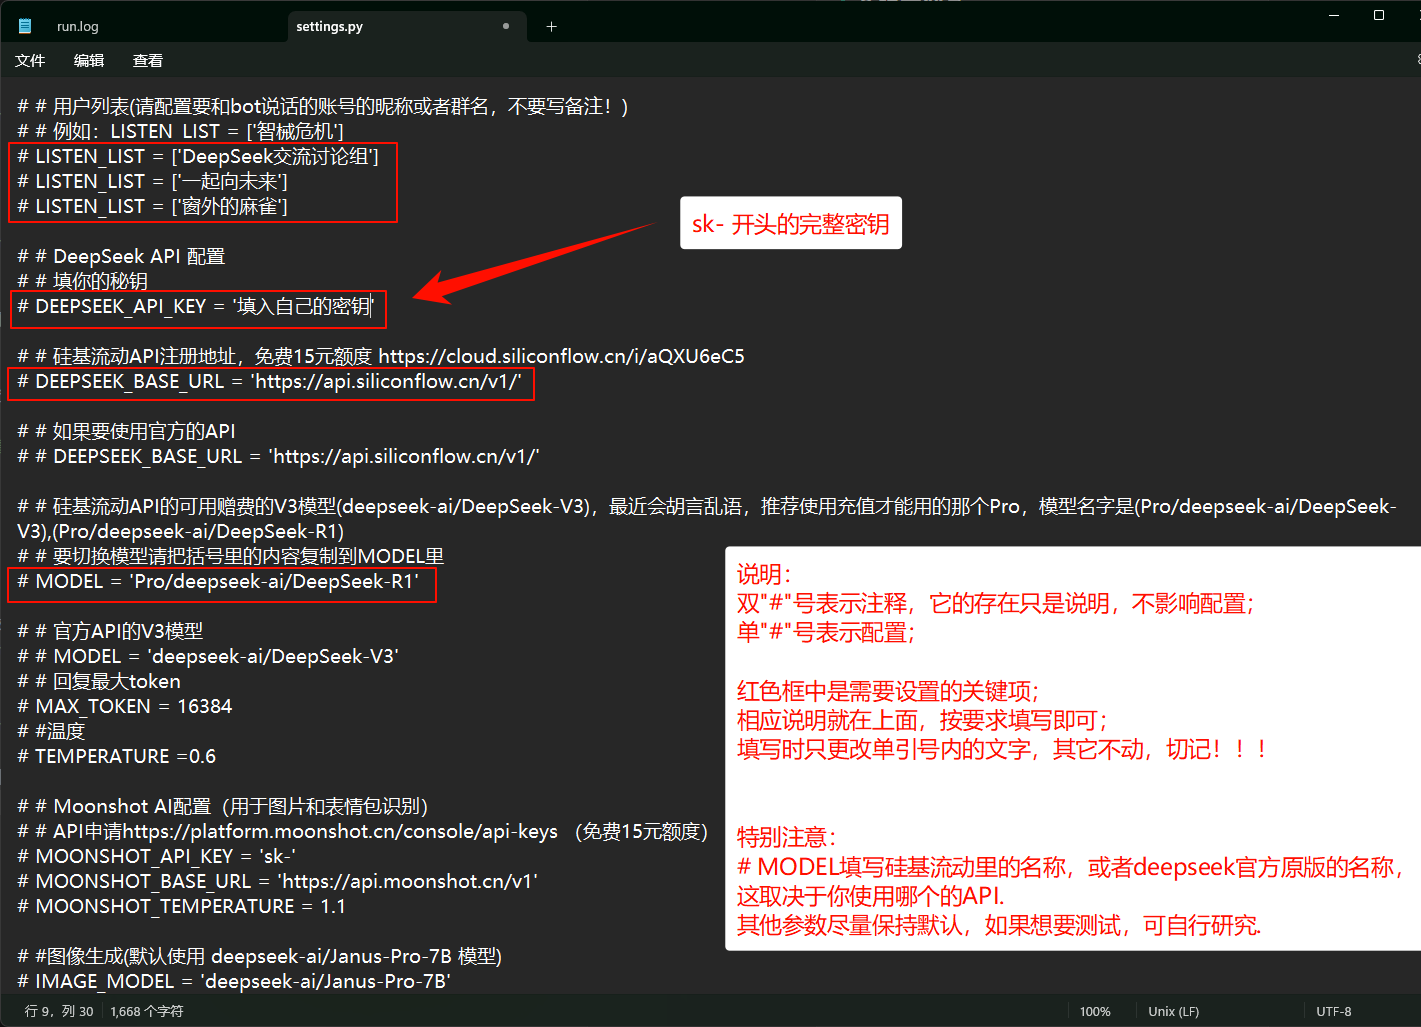 run.log
settings.py
文件 编辑 查看
# # 用户列表(请配置要和bot说话的账号的昵称或者群名，不要写备注！)
# # 例如：LISTEN_LIST = ['智械危机']
# LISTEN_LIST = ['DeepSeek交流讨论组']
# LISTEN_LIST = ['一起向未来']
# LISTEN_LIST = ['窗外的麻雀']
sk- 开头的完整密钥
# # DeepSeek API 配置
# # 填你的秘钥
# DEEPSEEK_API_KEY = '填入自己的密钥'
# # 硅基流动API注册地址，免费15元额度 https://cloud.siliconflow.cn/i/aQXU6eC5
# DEEPSEEK_BASE_URL = 'https://api.siliconflow.cn/v1/'
# # 如果要使用官方的API
# # DEEPSEEK_BASE_URL = 'https://api.siliconflow.cn/v1/'
# # 硅基流动API的可用赠费的V3模型(deepseek-ai/DeepSeek-V3)，最近会胡言乱语，推荐使用充值才能用的那个Pro，模型名字是(Pro/deepseek-ai/DeepSeek-
V3),(Pro/deepseek-ai/DeepSeek-R1)
# # 要切换模型请把括号里的内容复制到MODEL里
# MODEL = 'Pro/deepseek-ai/DeepSeek-R1'
# # 官方API的V3模型
# # MODEL = 'deepseek-ai/DeepSeek-V3'
# # 回复最大token
# MAX_TOKEN = 16384
# #温度
# TEMPERATURE =0.6
# # Moonshot AI配置（用于图片和表情包识别）
# # API申请https://platform.moonshot.cn/console/api-keys （免费15元额度）
# MOONSHOT_API_KEY = 'sk-'
# MOONSHOT_BASE_URL = 'https://api.moonshot.cn/v1'
# MOONSHOT_TEMPERATURE = 1.1
# #图像生成(默认使用 deepseek-ai/Janus-Pro-7B 模型)
# IMAGE_MODEL = 'deepseek-ai/Janus-Pro-7B'
说明：
双"#"号表示注释，它的存在只是说明，不影响配置；
单"#"号表示配置；
红色框中是需要设置的关键项；
相应说明就在上面，按要求填写即可；
填写时只更改单引号内的文字，其它不动，切记！！！
特别注意：
# MODEL填写硅基流动里的名称，或者deepseek官方原版的名称，
这取决于你使用哪个的API.
其他参数尽量保持默认，如果想要测试，可自行研究.
行 9，列 30 1,668 个字符 100% Unix (LF) UTF-8